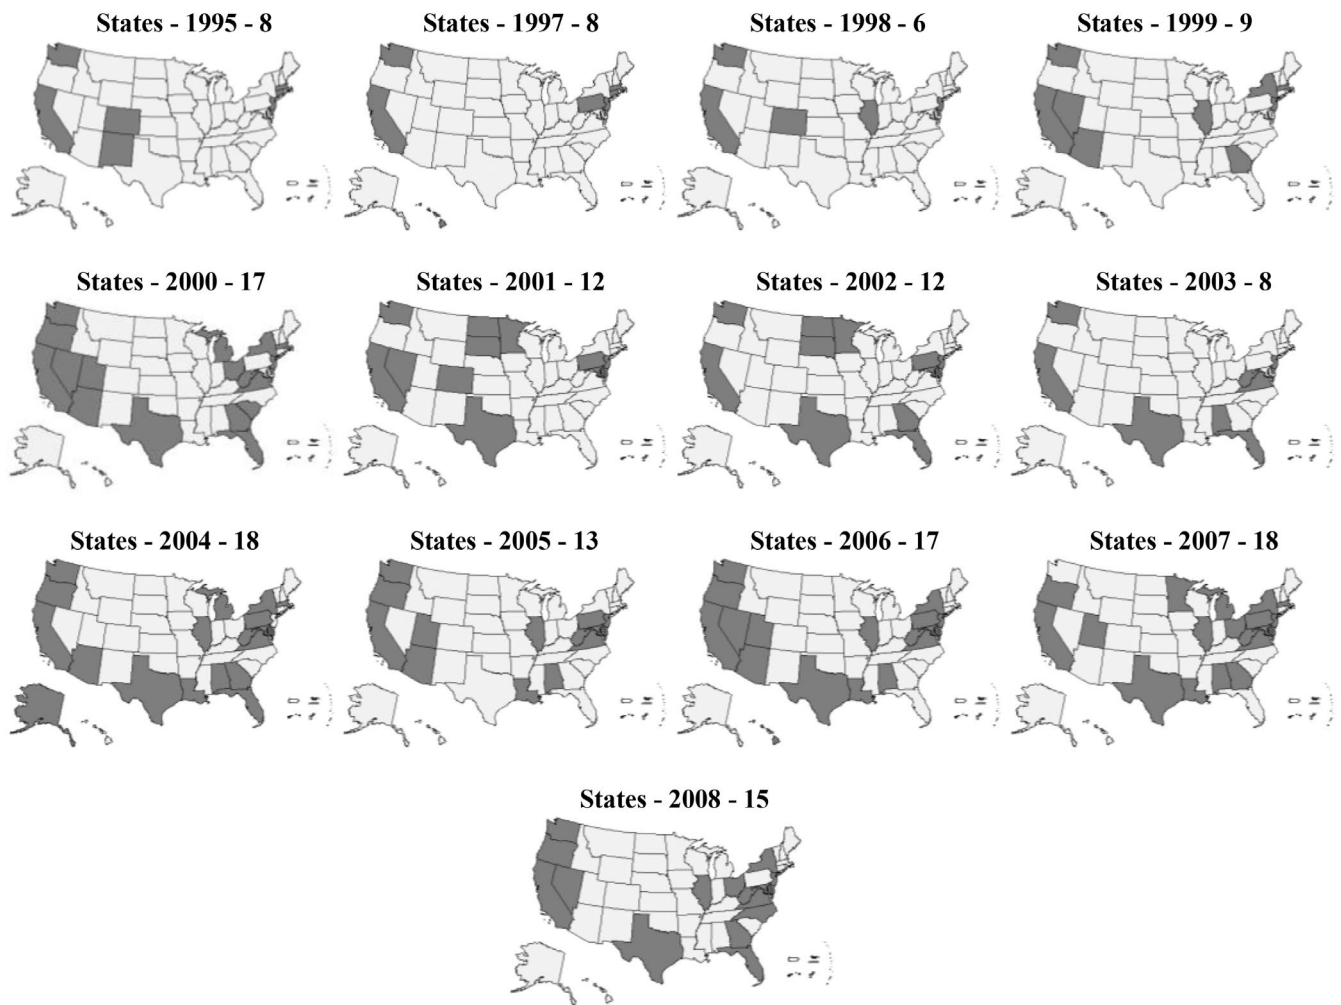 States - 1995 - 8
States - 1997 - 8
States - 1998 - 6
States - 1999 - 9
States - 2000 - 17
States - 2001 - 12
States - 2002 - 12
States - 2003 - 8
States - 2004 - 18
States - 2005 - 13
States - 2006 - 17
States - 2007 - 18
States - 2008 - 15